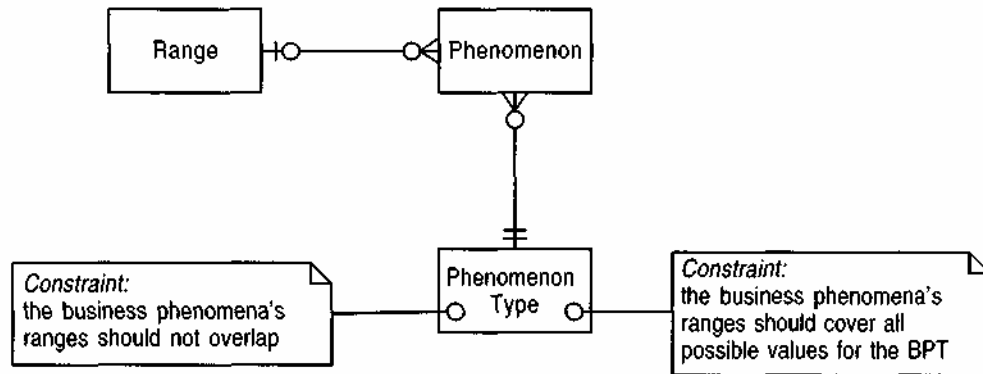 Range
Phenomenon
Phenomenon
Type
Constraint:
the business phenomena's
ranges should not overlap
Constraint:
the business phenomena's
ranges should cover all
possible values for the BPT